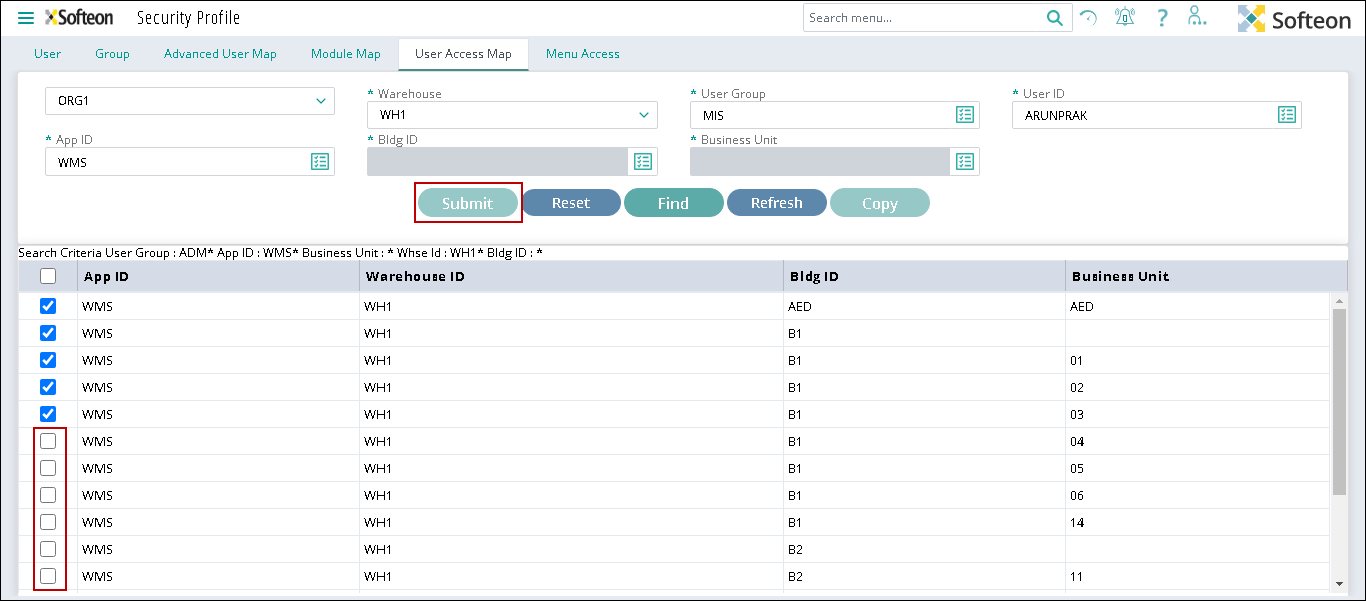 Softeon Security Profile Search menu... ? Softeon
User Group Advanced User Map Module Map User Access Map Menu Access
* Warehouse * User Group * User ID
ORG1 WH1 MIS ARUNPRAK
* App ID * Bldg ID * Business Unit
WMS
Submit Reset Find Refresh Copy
Search Criteria User Group : ADM* App ID : WMS* Business Unit : * Whse Id : WH1* Bldg ID : *
App ID Warehouse ID Bldg ID Business Unit
WMS WH1 AED AED
WMS WH1 B1
WMS WH1 B1 01
WMS WH1 B1 02
WMS WH1 B1 03
WMS WH1 B1 04
WMS WH1 B1 05
WMS WH1 B1 06
WMS WH1 B1 14
WMS WH1 B2
WMS WH1 B2 11